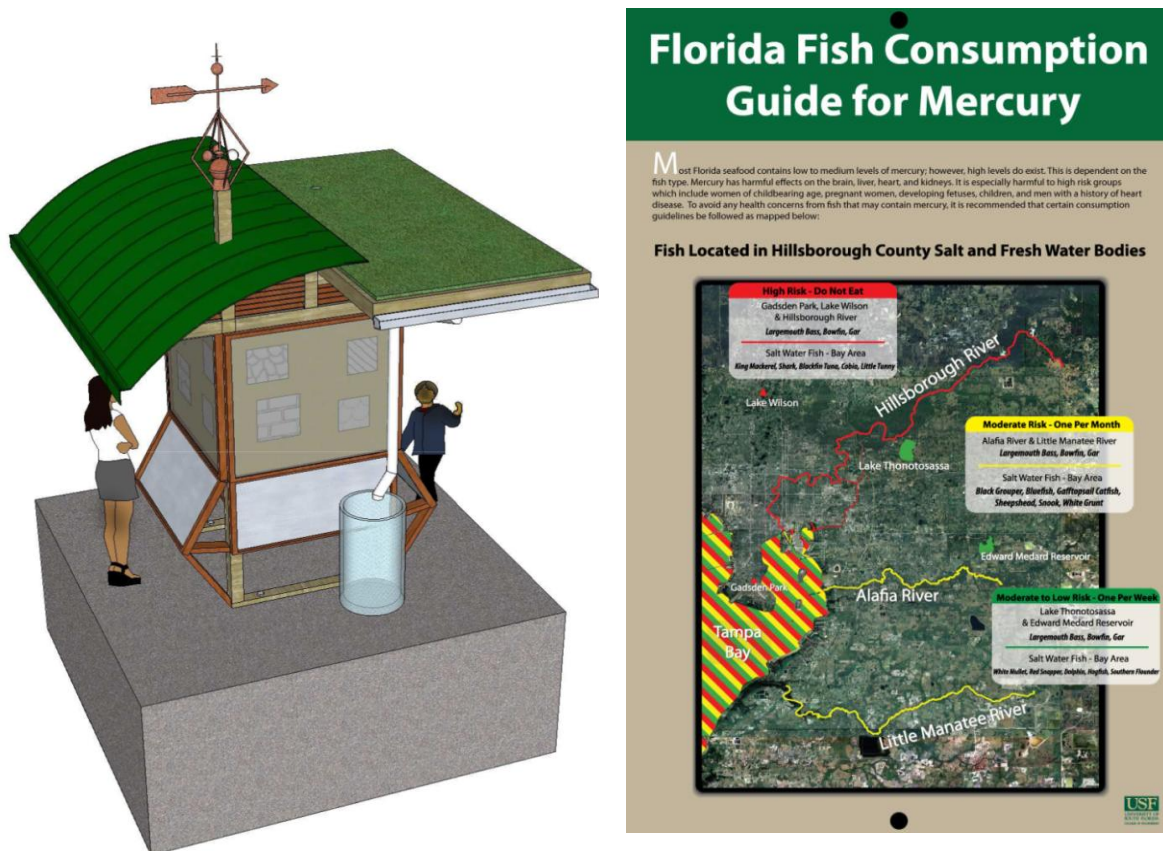 Florida Fish Consumption
Guide for Mercury
Most Florida seafood contains low to medium levels of mercury; however, high levels do exist. This is dependent on the
fish type. Mercury has harmful effects on the brain, liver, heart, and kidneys. It is especially harmful to high risk groups
which include women of childbearing age, pregnant women, developing fetuses, children, and men with a history of heart
disease. To avoid any health concerns from fish that may contain mercury, it is recommended that certain consumption
guidelines be followed as mapped below:
Fish Located in Hillsborough County Salt and Fresh Water Bodies
High Risk - Do Not Eat
Gadsden Park, Lake Wilson
& Hillsborough River
Largemouth Bass, Bowfin, Gar
Salt Water Fish - Bay Area
King Mackerel, Shark, Blackfin Tuna, Cobia, Little Tunny
Hillsborough River
Lake Wilson
Moderate Risk - One Per Month
Alafia River & Little Manatee River
Largemouth Bass, Bowfin, Gar
Salt Water Fish - Bay Area
Black Grouper, Bluefish, Gafftopsail Catfish,
Sheepshead, Snook, White Grunt
Lake Thonotosassa
Edward Medard Reservoir
Gadsden Park
Alafia River
Moderate to Low Risk - One Per Week
Lake Thonotosassa
& Edward Medard Reservoir
Largemouth Bass, Bowfin, Gar
Salt Water Fish - Bay Area
White Mullet, Red Snapper, Dolphin, Hogfish, Southern Flounder
Tampa
Bay
Little Manatee River
USF
UNIVERSITY OF
SOUTH FLORIDA